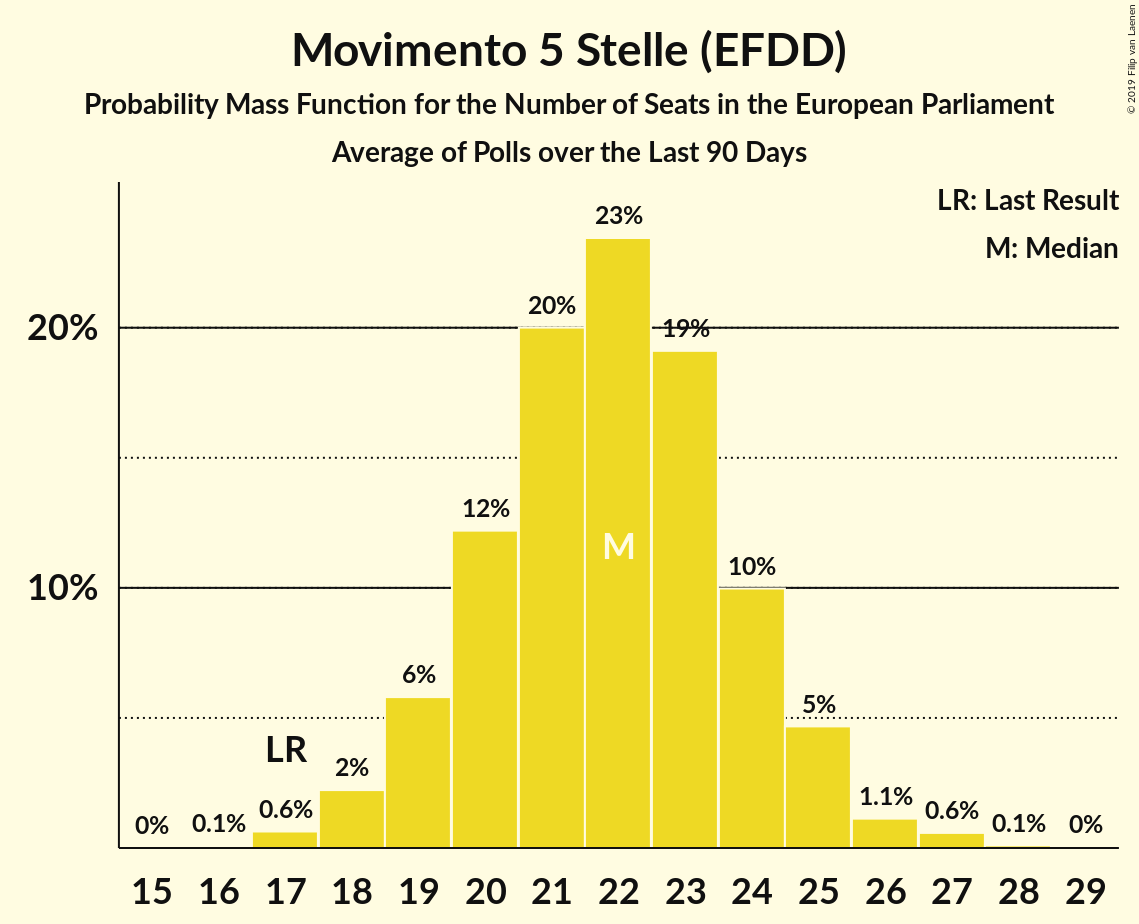 Movimento 5 Stelle (EFDD)
Probability Mass Function for the Number of Seats in the European Parliament
Average of Polls over the Last 90 Days
© 2019 Filip van Laenen
LR: Last Result
M: Median
20%
10%
0%
0.1%
0.6%
LR
2%
6%
12%
20%
23%
M
19%
10%
5%
1.1%
0.6%
0.1%
0%
15 16 17 18 19 20 21 22 23 24 25 26 27 28 29